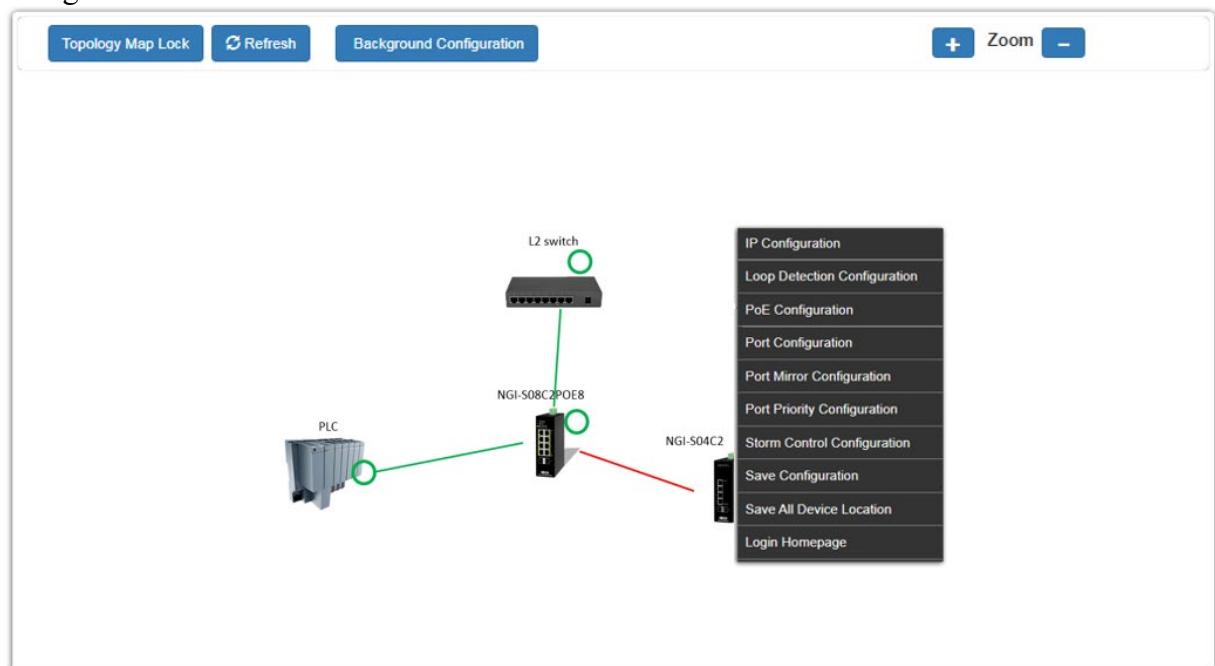 Topology Map Lock
Refresh
Background Configuration
+ Zoom –
L2 switch
IP Configuration
Loop Detection Configuration
PoE Configuration
Port Configuration
Port Mirror Configuration
NGI-S08C2POE8
Port Priority Configuration
PLC
NGI-S04C2
Storm Control Configuration
Save Configuration
Save All Device Location
Login Homepage